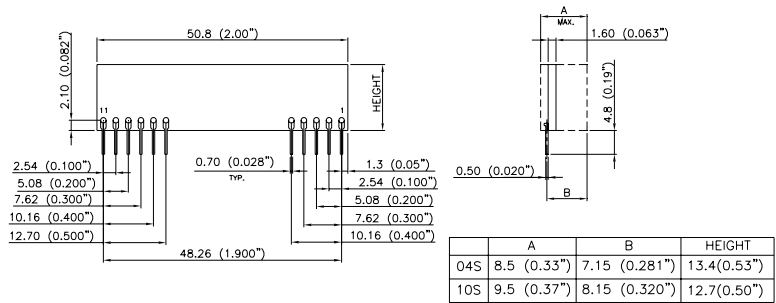 50.8 (2.00")
2.10 (0.082")
HEIGHT
11
1
2.54 (0.100")
5.08 (0.200")
7.62 (0.300")
10.16 (0.400")
12.70 (0.500")
0.70 (0.028")
TYP.
1.3 (0.05")
2.54 (0.100")
5.08 (0.200")
7.62 (0.300")
10.16 (0.400")
48.26 (1.900")
A
MAX.
1.60 (0.063")
4.8 (0.19")
0.50 (0.020")
B
A B HEIGHT
04S 8.5 (0.33") 7.15 (0.281") 13.4(0.53")
10S 9.5 (0.37") 8.15 (0.320") 12.7(0.50")